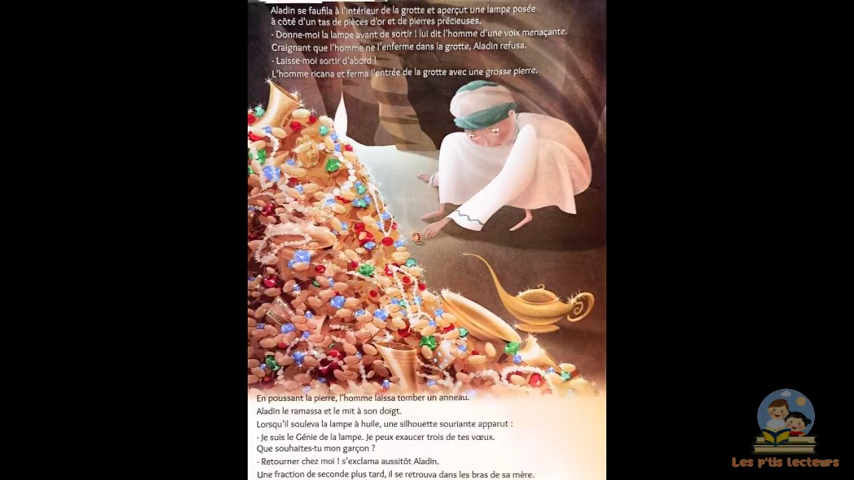 Aladin se faufila à l'intérieur de la grotte et aperçut une lampe posée
à côté d'un tas de pièces d'or et de pierres précieuses.
- Donne-moi la lampe avant de sortir ! lui dit l'homme d'une voix menaçante.
Craignant que l'homme ne l'enferme dans la grotte, Aladin refusa.
- Laisse-moi sortir d'abord !
L'homme ricana et ferma l'entrée de la grotte avec une grosse pierre.
En poussant la pierre, l'homme laissa tomber un anneau.
Aladin le ramassa et le mit à son doigt.
Lorsqu'il souleva la lampe à huile, une silhouette souriante apparut :
- Je suis le Génie de la lampe. Je peux exaucer trois de tes vœux.
Que souhaites-tu mon garçon ?
- Retourner chez moi ! s'exclama aussitôt Aladin.
Une fraction de seconde plus tard, il se retrouva dans les bras de sa mère.
Les p'tis lecteurs